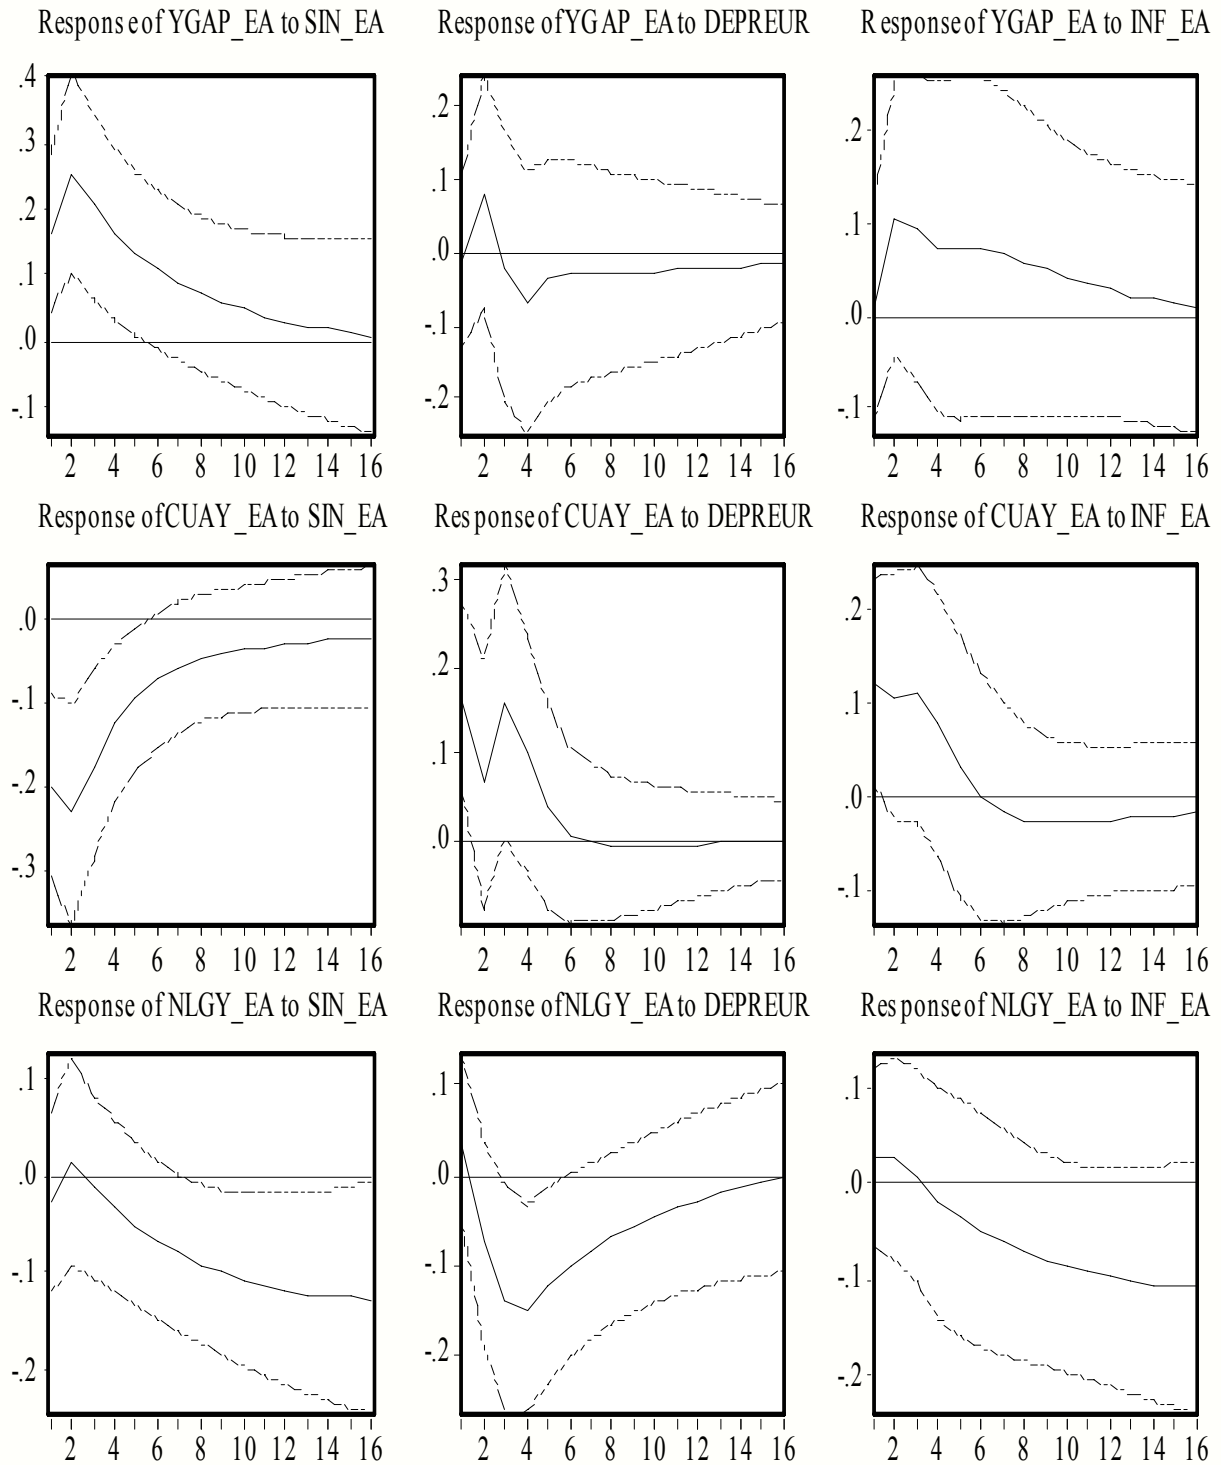 Response of YGAP_EA to SIN_EA
Response of YGAP_EA to DEPREUR
Response of YGAP_EA to INF_EA
.4
.3
.2
.1
.0
-.1
2 4 6 8 10 12 14 16
.2
.1
.0
-.1
-.2
2 4 6 8 10 12 14 16
.2
.1
.0
-.1
2 4 6 8 10 12 14 16
Response of CUAY_EA to SIN_EA
Response of CUAY_EA to DEPREUR
Response of CUAY_EA to INF_EA
.0
-.1
-.2
-.3
2 4 6 8 10 12 14 16
.3
.2
.1
.0
2 4 6 8 10 12 14 16
.2
.1
.0
-.1
2 4 6 8 10 12 14 16
Response of NLGY_EA to SIN_EA
Response of NLGY_EA to DEPREUR
Response of NLGY_EA to INF_EA
.1
.0
-.1
-.2
2 4 6 8 10 12 14 16
.1
.0
-.1
-.2
2 4 6 8 10 12 14 16
.1
.0
-.1
-.2
2 4 6 8 10 12 14 16